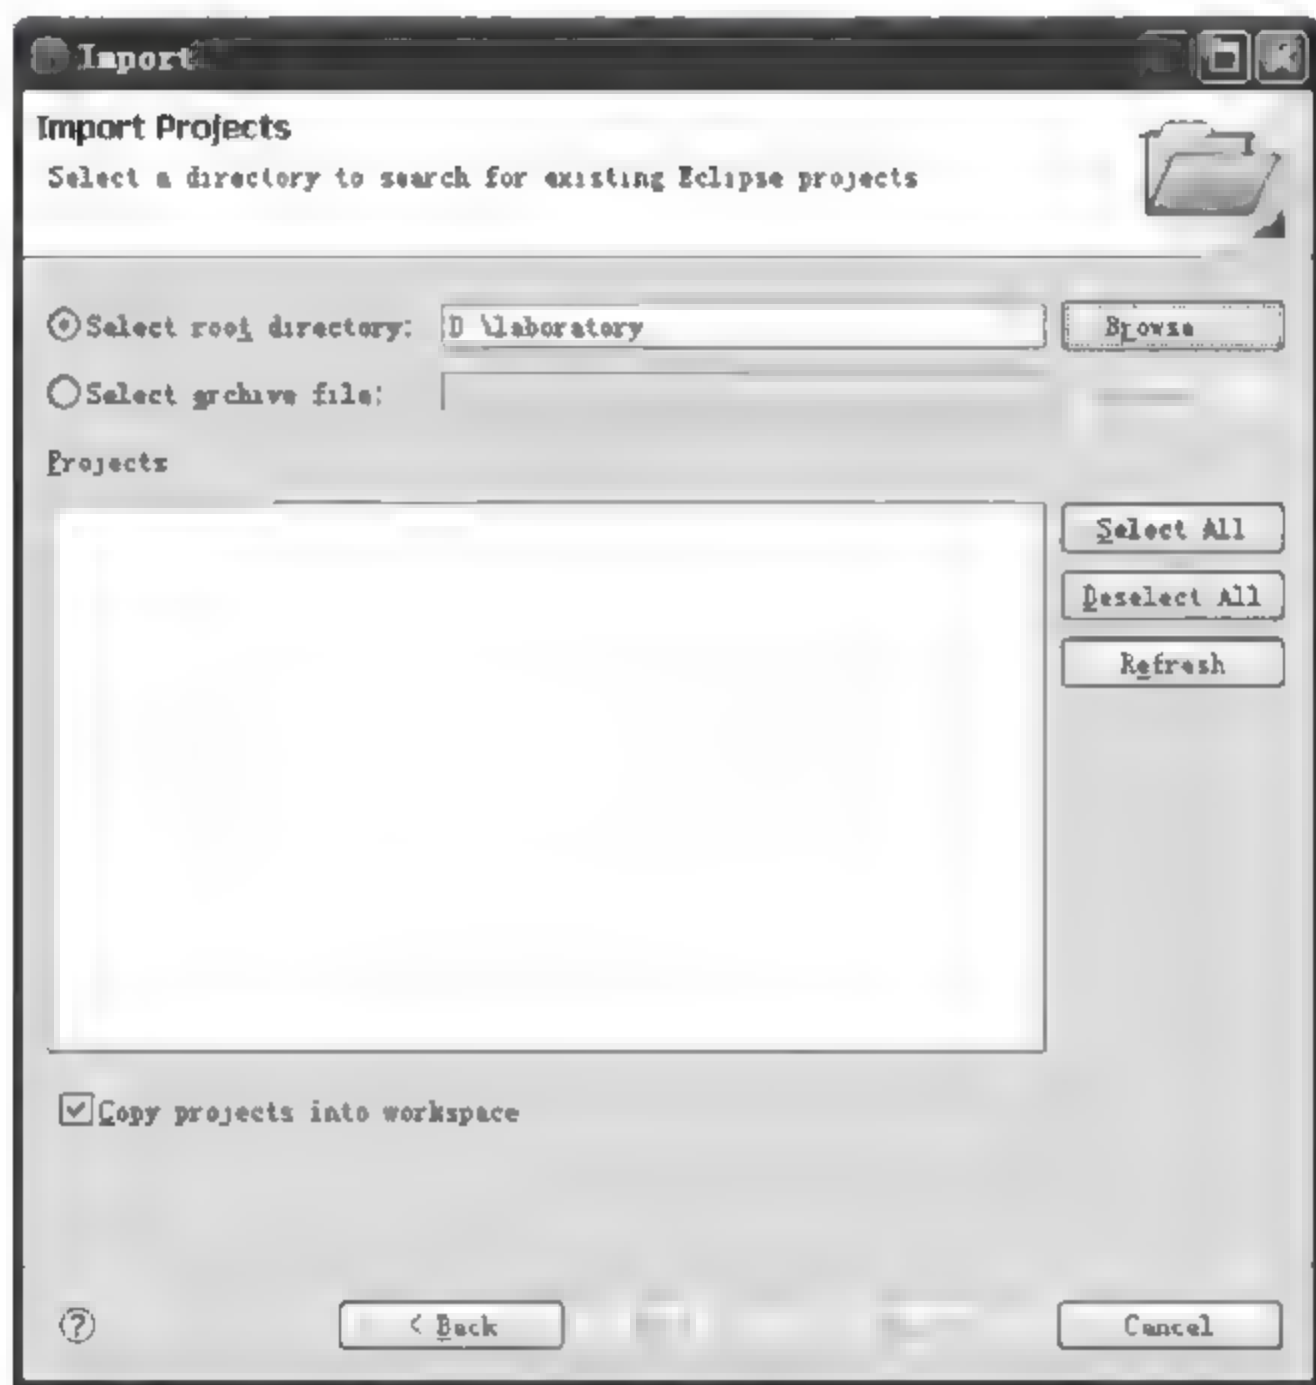 Import
Import Projects
Select a directory to search for existing Eclipse projects
Select root directory: D \laboratory Browse
Select archive file:
Projects
Select All
Deselect All
Refresh
Copy projects into workspace
? < Back Cancel